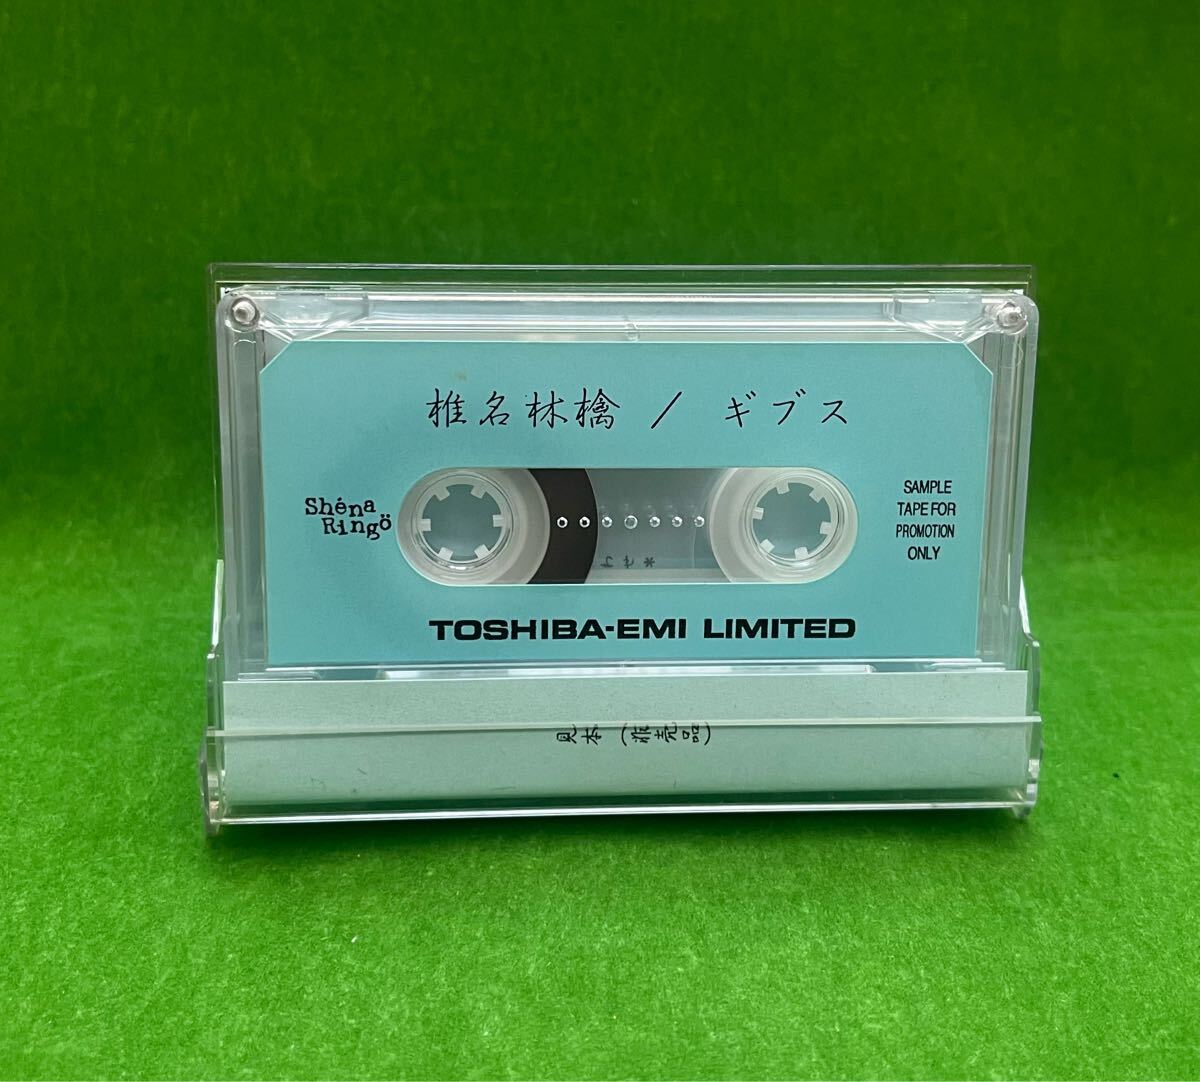 椎名林檎 / ギブス
Shéna
Ringö
SAMPLE
TAPE FOR
PROMOTION
ONLY
TOSHIBA-EMI LIMITED
見本(非売品)